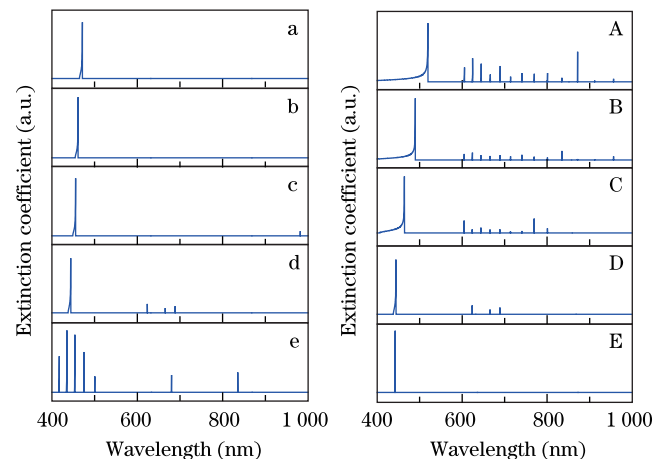 Extinction coefficient (a.u.)
a
b
c
d
e
400 600 800 1 000
Wavelength (nm)
Extinction coefficient (a.u.)
A
B
C
D
E
400 600 800 1 000
Wavelength (nm)